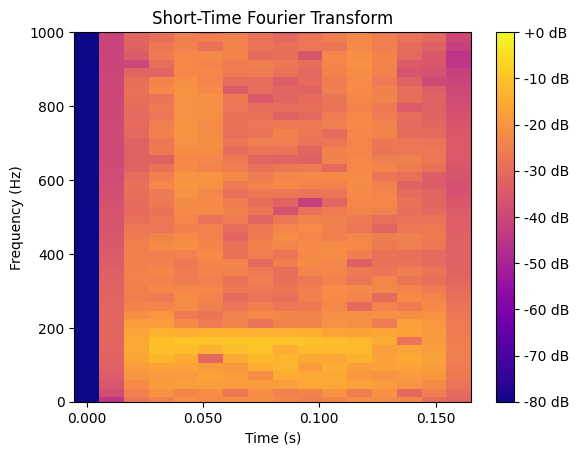 Short-Time Fourier Transform
1000
800
600
400
200
0
Frequency (Hz)
0.000
0.050
0.100
0.150
Time (s)
+0 dB
-10 dB
-20 dB
-30 dB
-40 dB
-50 dB
-60 dB
-70 dB
-80 dB